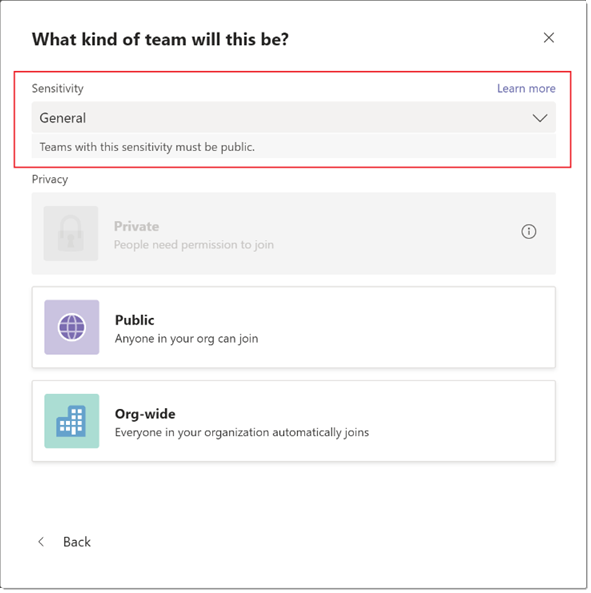 What kind of team will this be?
Sensitivity
Learn more
General
Teams with this sensitivity must be public.
Privacy
Private
People need permission to join
Public
Anyone in your org can join
Org-wide
Everyone in your organization automatically joins
Back